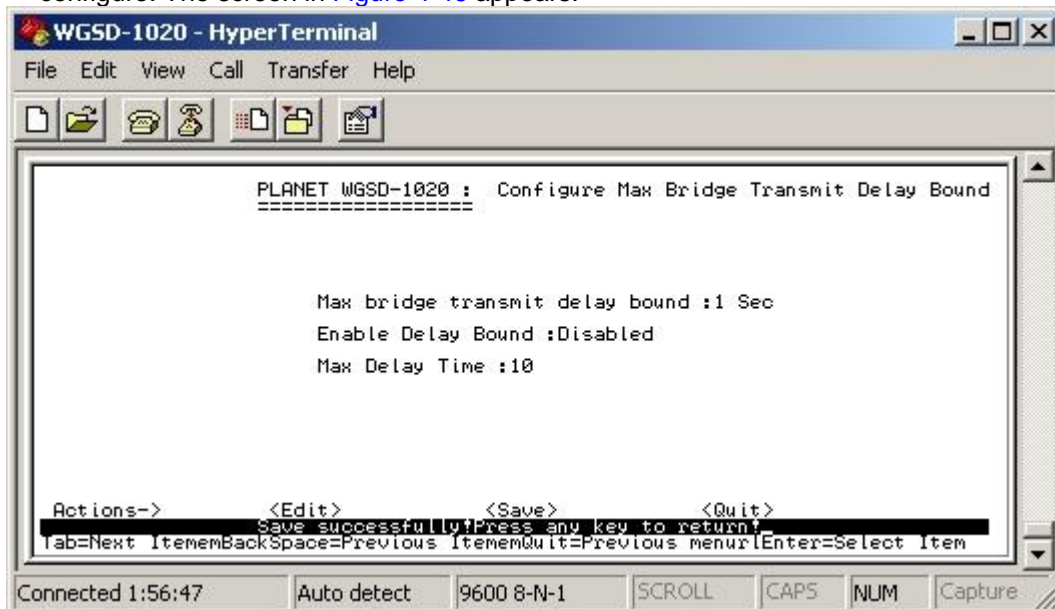 configure. The screen in Figure 4-48 appears.
WGSD-1020 - HyperTerminal
File Edit View Call Transfer Help
PLANET WGSD-1020 : Configure Max Bridge Transmit Delay Bound
==================
Max bridge transmit delay bound :1 Sec
Enable Delay Bound :Disabled
Max Delay Time :10
Actions-> <Edit> <Save> <Quit>
Save successfully!Press any key to return!_
Tab=Next ItememBackSpace=Previous ItememQuit=Previous menur[Enter=Select Item
Connected 1:56:47 Auto detect 9600 8-N-1 SCROLL CAPS NUM Capture